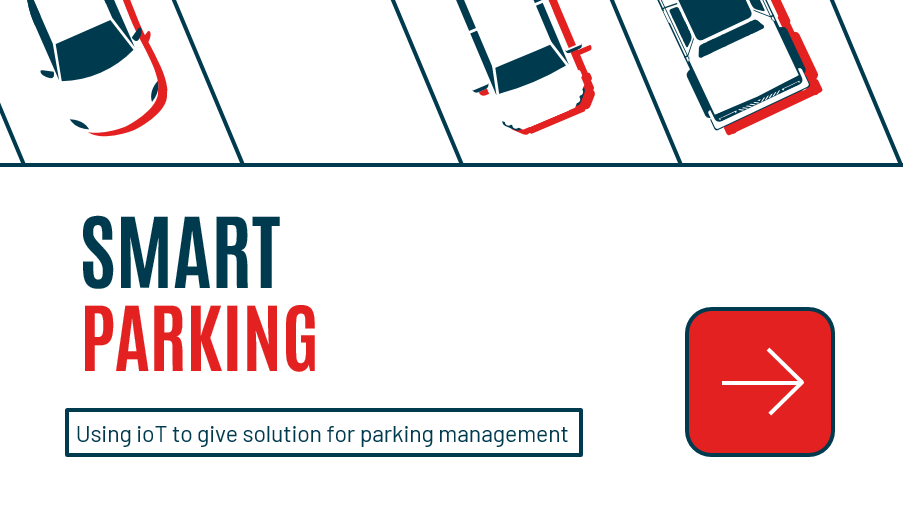 SMART
PARKING
Using ioT to give solution for parking management